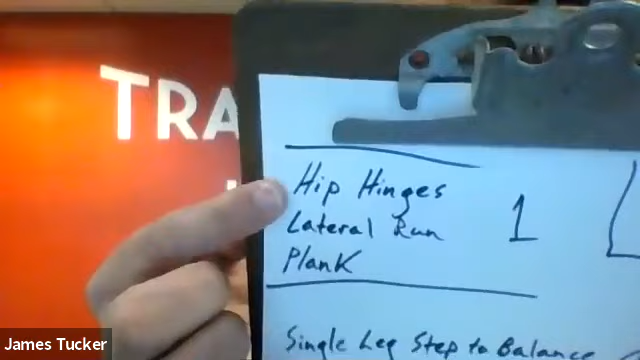 TRA
Hip Hinges
Lateral Run 1
Plank
Single Leg Step to Balance
James Tucker